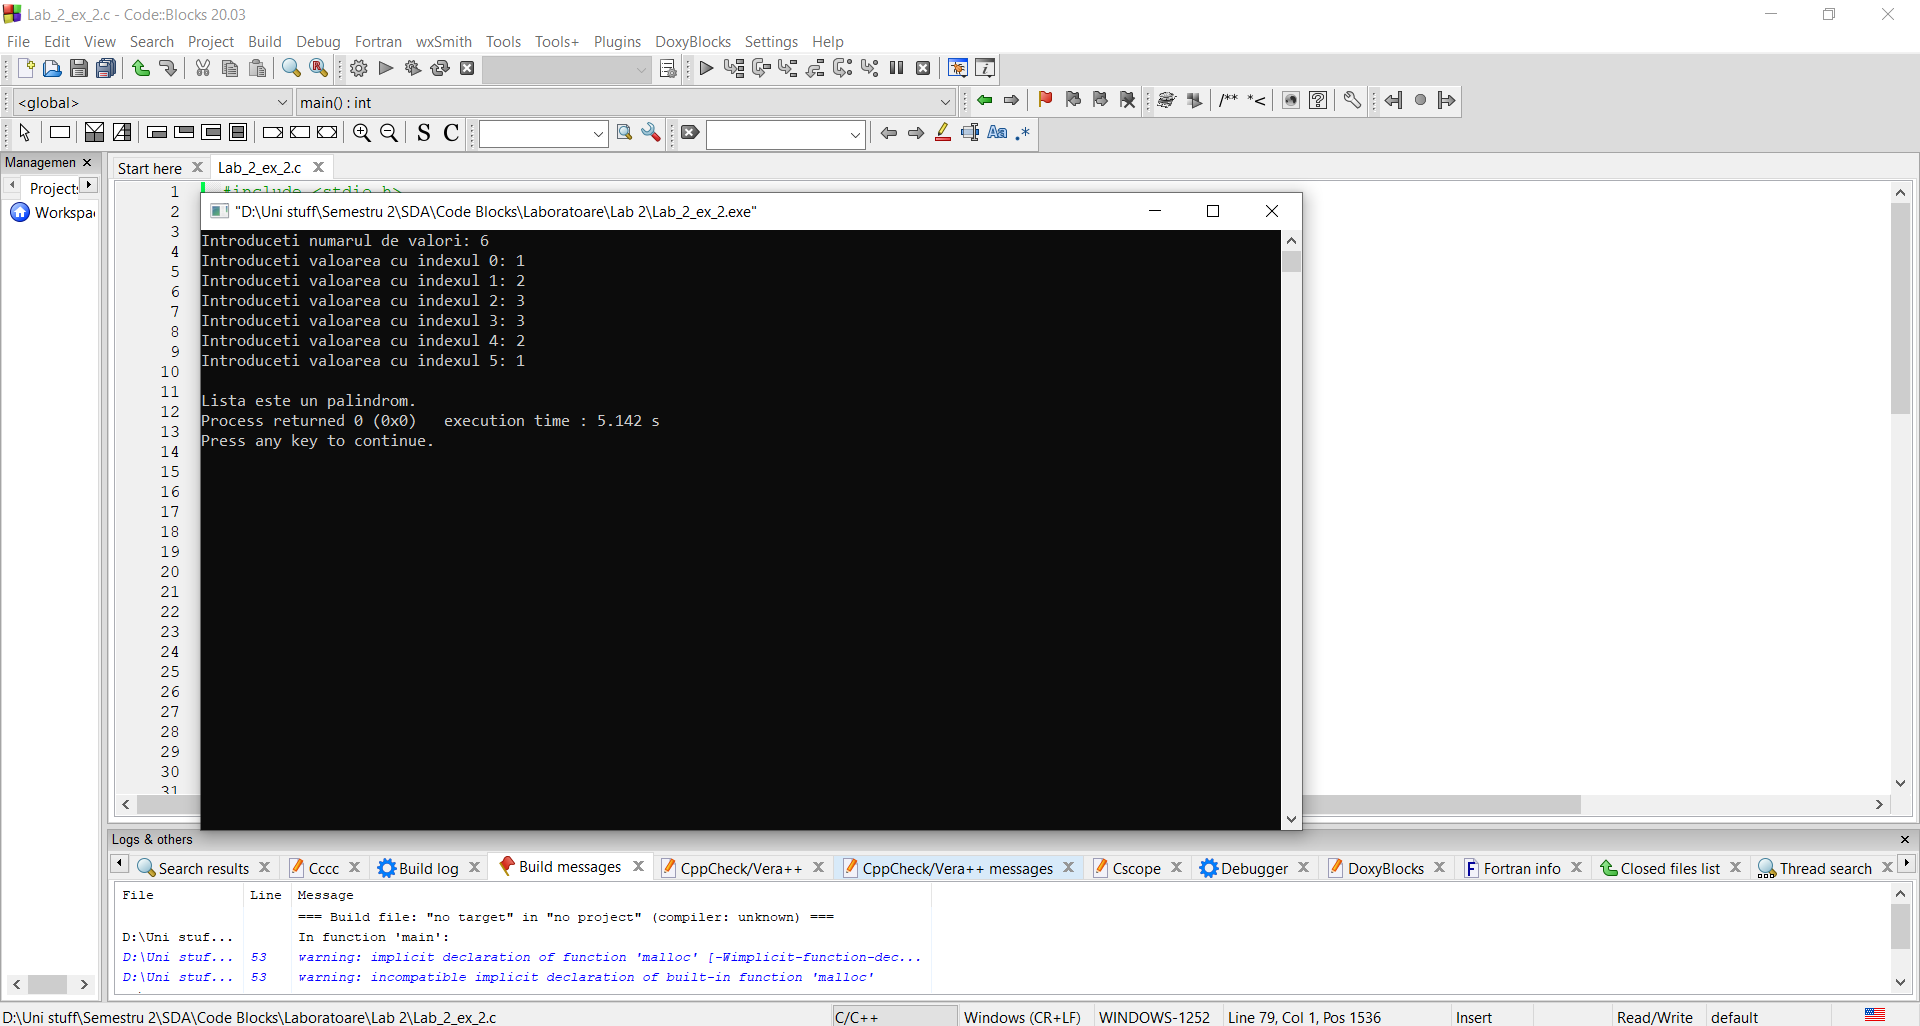 Lab_2_ex_2.c - Code::Blocks 20.03
File Edit View Search Project Build Debug Fortran wxSmith Tools Tools+ Plugins DoxyBlocks Settings Help
<global> main() : int
/** *<
S C Aa .*
Managemen
Projects
Workspa
Start here Lab_2_ex_2.c
#include <stdio.h>
"D:\Uni stuff\Semestru 2\SDA\Code Blocks\Laboratoare\Lab 2\Lab_2_ex_2.exe"
1
2
3
4
5
6
7
8
9
10
11
12
13
14
15
16
17
18
19
20
21
22
23
24
25
26
27
28
29
30
31
Introduceti numarul de valori: 6
Introduceti valoarea cu indexul 0: 1
Introduceti valoarea cu indexul 1: 2
Introduceti valoarea cu indexul 2: 3
Introduceti valoarea cu indexul 3: 3
Introduceti valoarea cu indexul 4: 2
Introduceti valoarea cu indexul 5: 1
Lista este un palindrom.
Process returned 0 (0x0)   execution time : 5.142 s
Press any key to continue.
Logs & others
Search results Cccc Build log Build messages CppCheck/Vera++ CppCheck/Vera++ messages Cscope Debugger DoxyBlocks Fortran info Closed files list Thread search
File Line Message
=== Build file: "no target" in "no project" (compiler: unknown) ===
D:\Uni stuf... In function 'main':
D:\Uni stuf... 53 warning: implicit declaration of function 'malloc' [-Wimplicit-function-dec...
D:\Uni stuf... 53 warning: incompatible implicit declaration of built-in function 'malloc'
D:\Uni stuff\Semestru 2\SDA\Code Blocks\Laboratoare\Lab 2\Lab_2_ex_2.c C/C++ Windows (CR+LF) WINDOWS-1252 Line 79, Col 1, Pos 1536 Insert Read/Write default